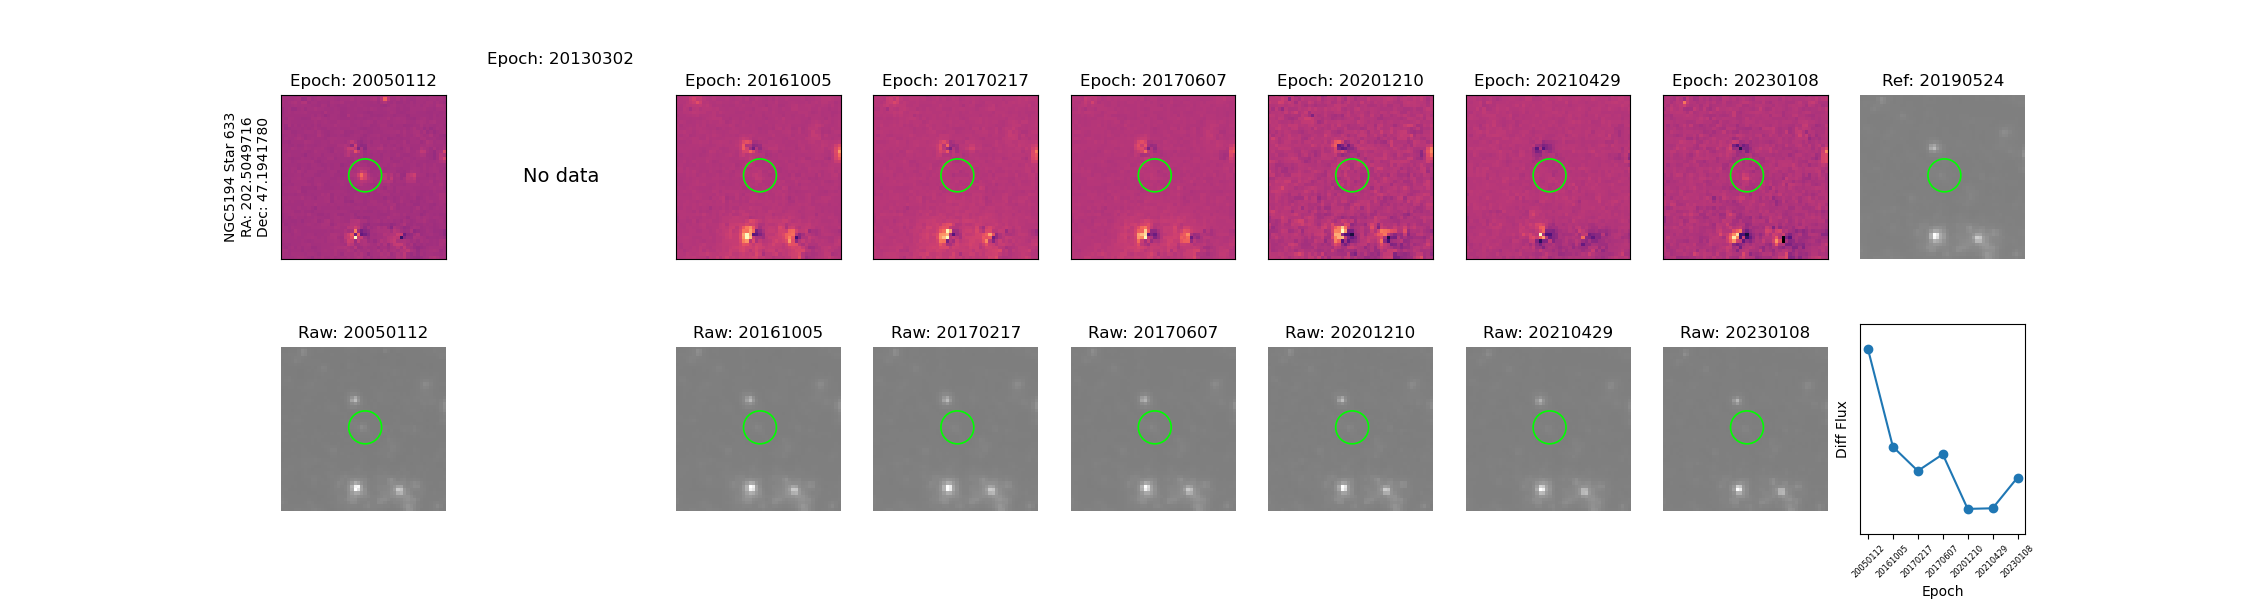 Epoch: 20130302
Epoch: 20050112
Epoch: 20161005
Epoch: 20170217
Epoch: 20170607
Epoch: 20201210
Epoch: 20210429
Epoch: 20230108
Ref: 20190524
NGC5194 Star 633
RA: 202.5049716
Dec: 47.1941780
No data
Raw: 20050112
Raw: 20161005
Raw: 20170217
Raw: 20170607
Raw: 20201210
Raw: 20210429
Raw: 20230108
Diff Flux
20050112
20161005
20170217
20170607
20201210
20210429
20230108
Epoch